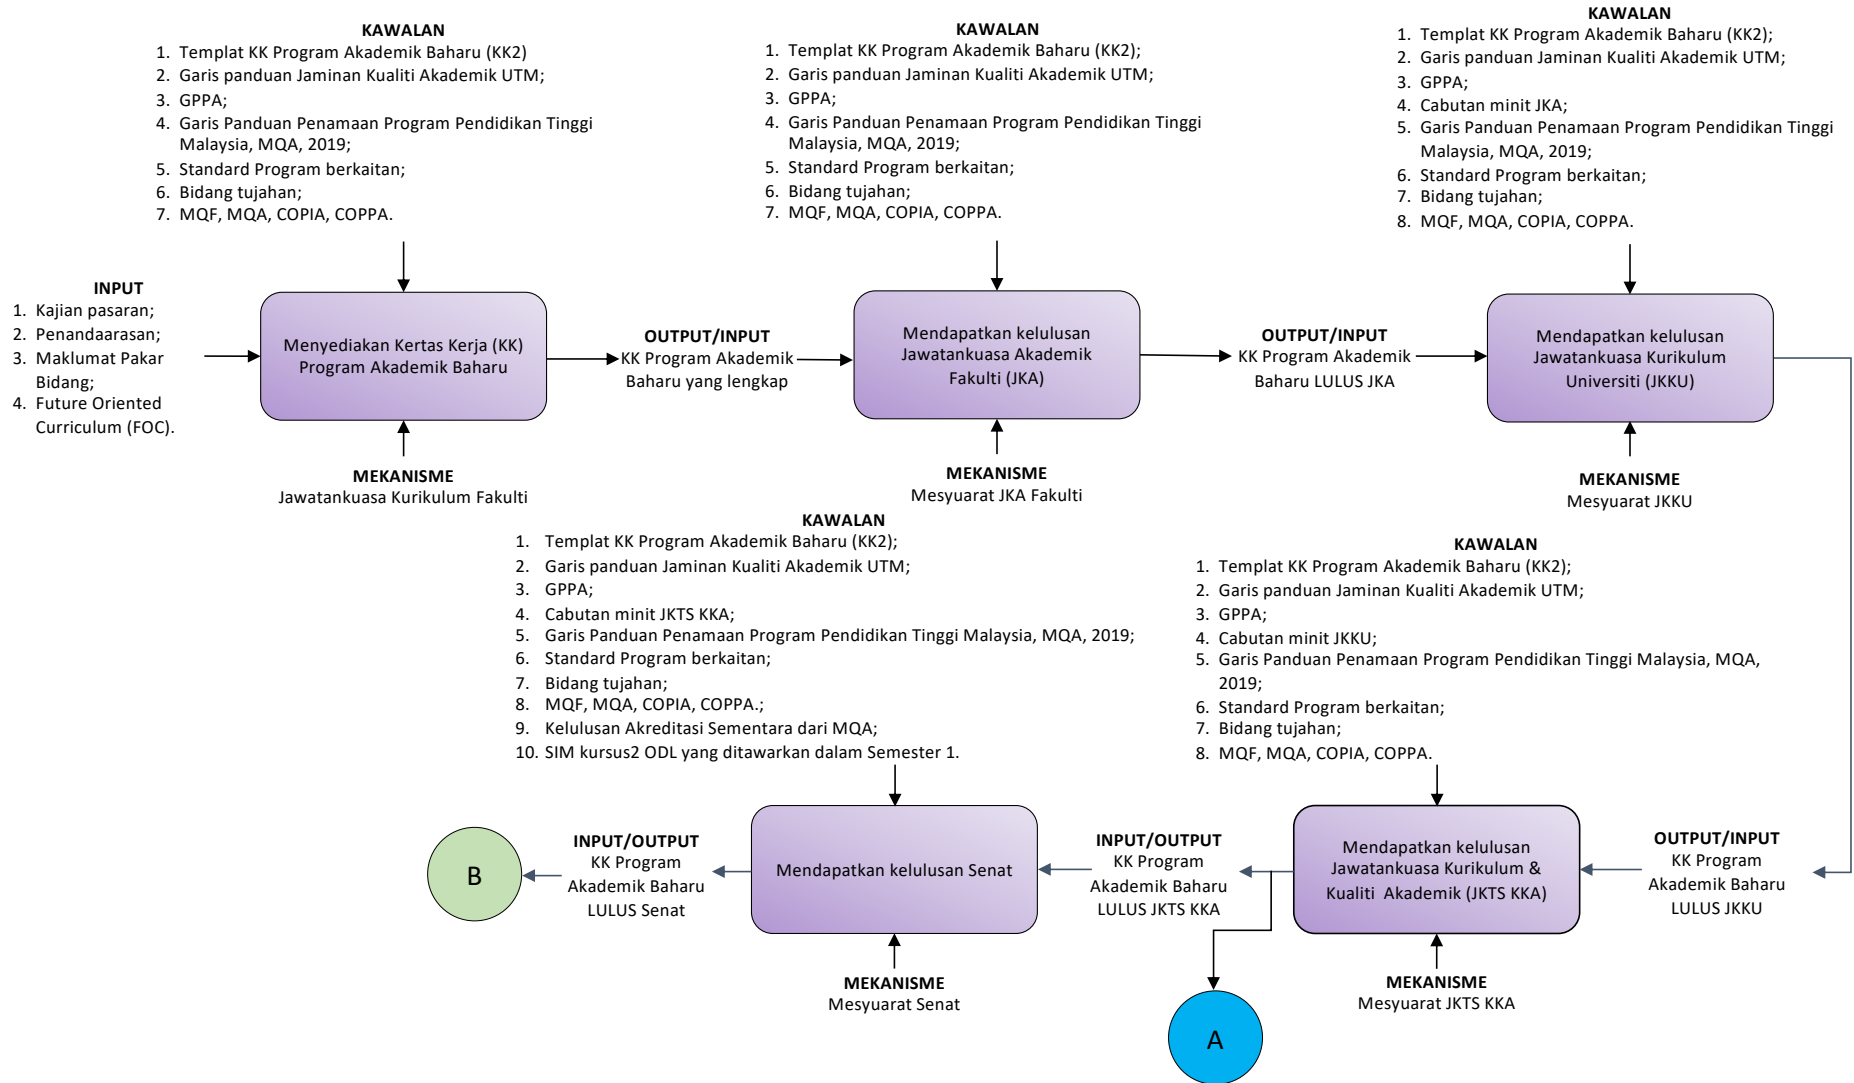 KAWALAN
1. Templat KK Program Akademik Baharu (KK2)
2. Garis panduan Jaminan Kualiti Akademik UTM;
3. GPPA;
4. Garis Panduan Penamaan Program Pendidikan Tinggi
Malaysia, MQA, 2019;
5. Standard Program berkaitan;
6. Bidang tujahan;
7. MQF, MQA, COPIA, COPPA.
KAWALAN
1. Templat KK Program Akademik Baharu (KK2);
2. Garis panduan Jaminan Kualiti Akademik UTM;
3. GPPA;
4. Garis Panduan Penamaan Program Pendidikan Tinggi
Malaysia, MQA, 2019;
5. Standard Program berkaitan;
6. Bidang tujahan;
7. MQF, MQA, COPIA, COPPA.
KAWALAN
1. Templat KK Program Akademik Baharu (KK2);
2. Garis panduan Jaminan Kualiti Akademik UTM;
3. GPPA;
4. Cabutan minit JKA;
5. Garis Panduan Penamaan Program Pendidikan Tinggi
Malaysia, MQA, 2019;
6. Standard Program berkaitan;
7. Bidang tujahan;
8. MQF, MQA, COPIA, COPPA.
INPUT
1. Kajian pasaran;
2. Penandaarasan;
3. Maklumat Pakar
Bidang;
4. Future Oriented
Curriculum (FOC).
Menyediakan Kertas Kerja (KK)
Program Akademik Baharu
OUTPUT/INPUT
KK Program Akademik
Baharu yang lengkap
Mendapatkan kelulusan
Jawatankuasa Akademik
Fakulti (JKA)
OUTPUT/INPUT
KK Program Akademik
Baharu LULUS JKA
Mendapatkan kelulusan
Jawatankuasa Kurikulum
Universiti (JKKU)
MEKANISME
Jawatankuasa Kurikulum Fakulti
MEKANISME
Mesyuarat JKA Fakulti
MEKANISME
Mesyuarat JKKU
KAWALAN
1. Templat KK Program Akademik Baharu (KK2);
2. Garis panduan Jaminan Kualiti Akademik UTM;
3. GPPA;
4. Cabutan minit JKTS KKA;
5. Garis Panduan Penamaan Program Pendidikan Tinggi Malaysia, MQA, 2019;
6. Standard Program berkaitan;
7. Bidang tujahan;
8. MQF, MQA, COPIA, COPPA.;
9. Kelulusan Akreditasi Sementara dari MQA;
10. SIM kursus2 ODL yang ditawarkan dalam Semester 1.
KAWALAN
1. Templat KK Program Akademik Baharu (KK2);
2. Garis panduan Jaminan Kualiti Akademik UTM;
3. GPPA;
4. Cabutan minit JKKU;
5. Garis Panduan Penamaan Program Pendidikan Tinggi Malaysia, MQA,
2019;
6. Standard Program berkaitan;
7. Bidang tujahan;
8. MQF, MQA, COPIA, COPPA.
B
INPUT/OUTPUT
KK Program
Akademik Baharu
LULUS Senat
Mendapatkan kelulusan Senat
INPUT/OUTPUT
KK Program
Akademik Baharu
LULUS JKTS KKA
Mendapatkan kelulusan
Jawatankuasa Kurikulum &
Kualiti Akademik (JKTS KKA)
OUTPUT/INPUT
KK Program
Akademik Baharu
LULUS JKKU
MEKANISME
Mesyuarat Senat
MEKANISME
Mesyuarat JKTS KKA
A